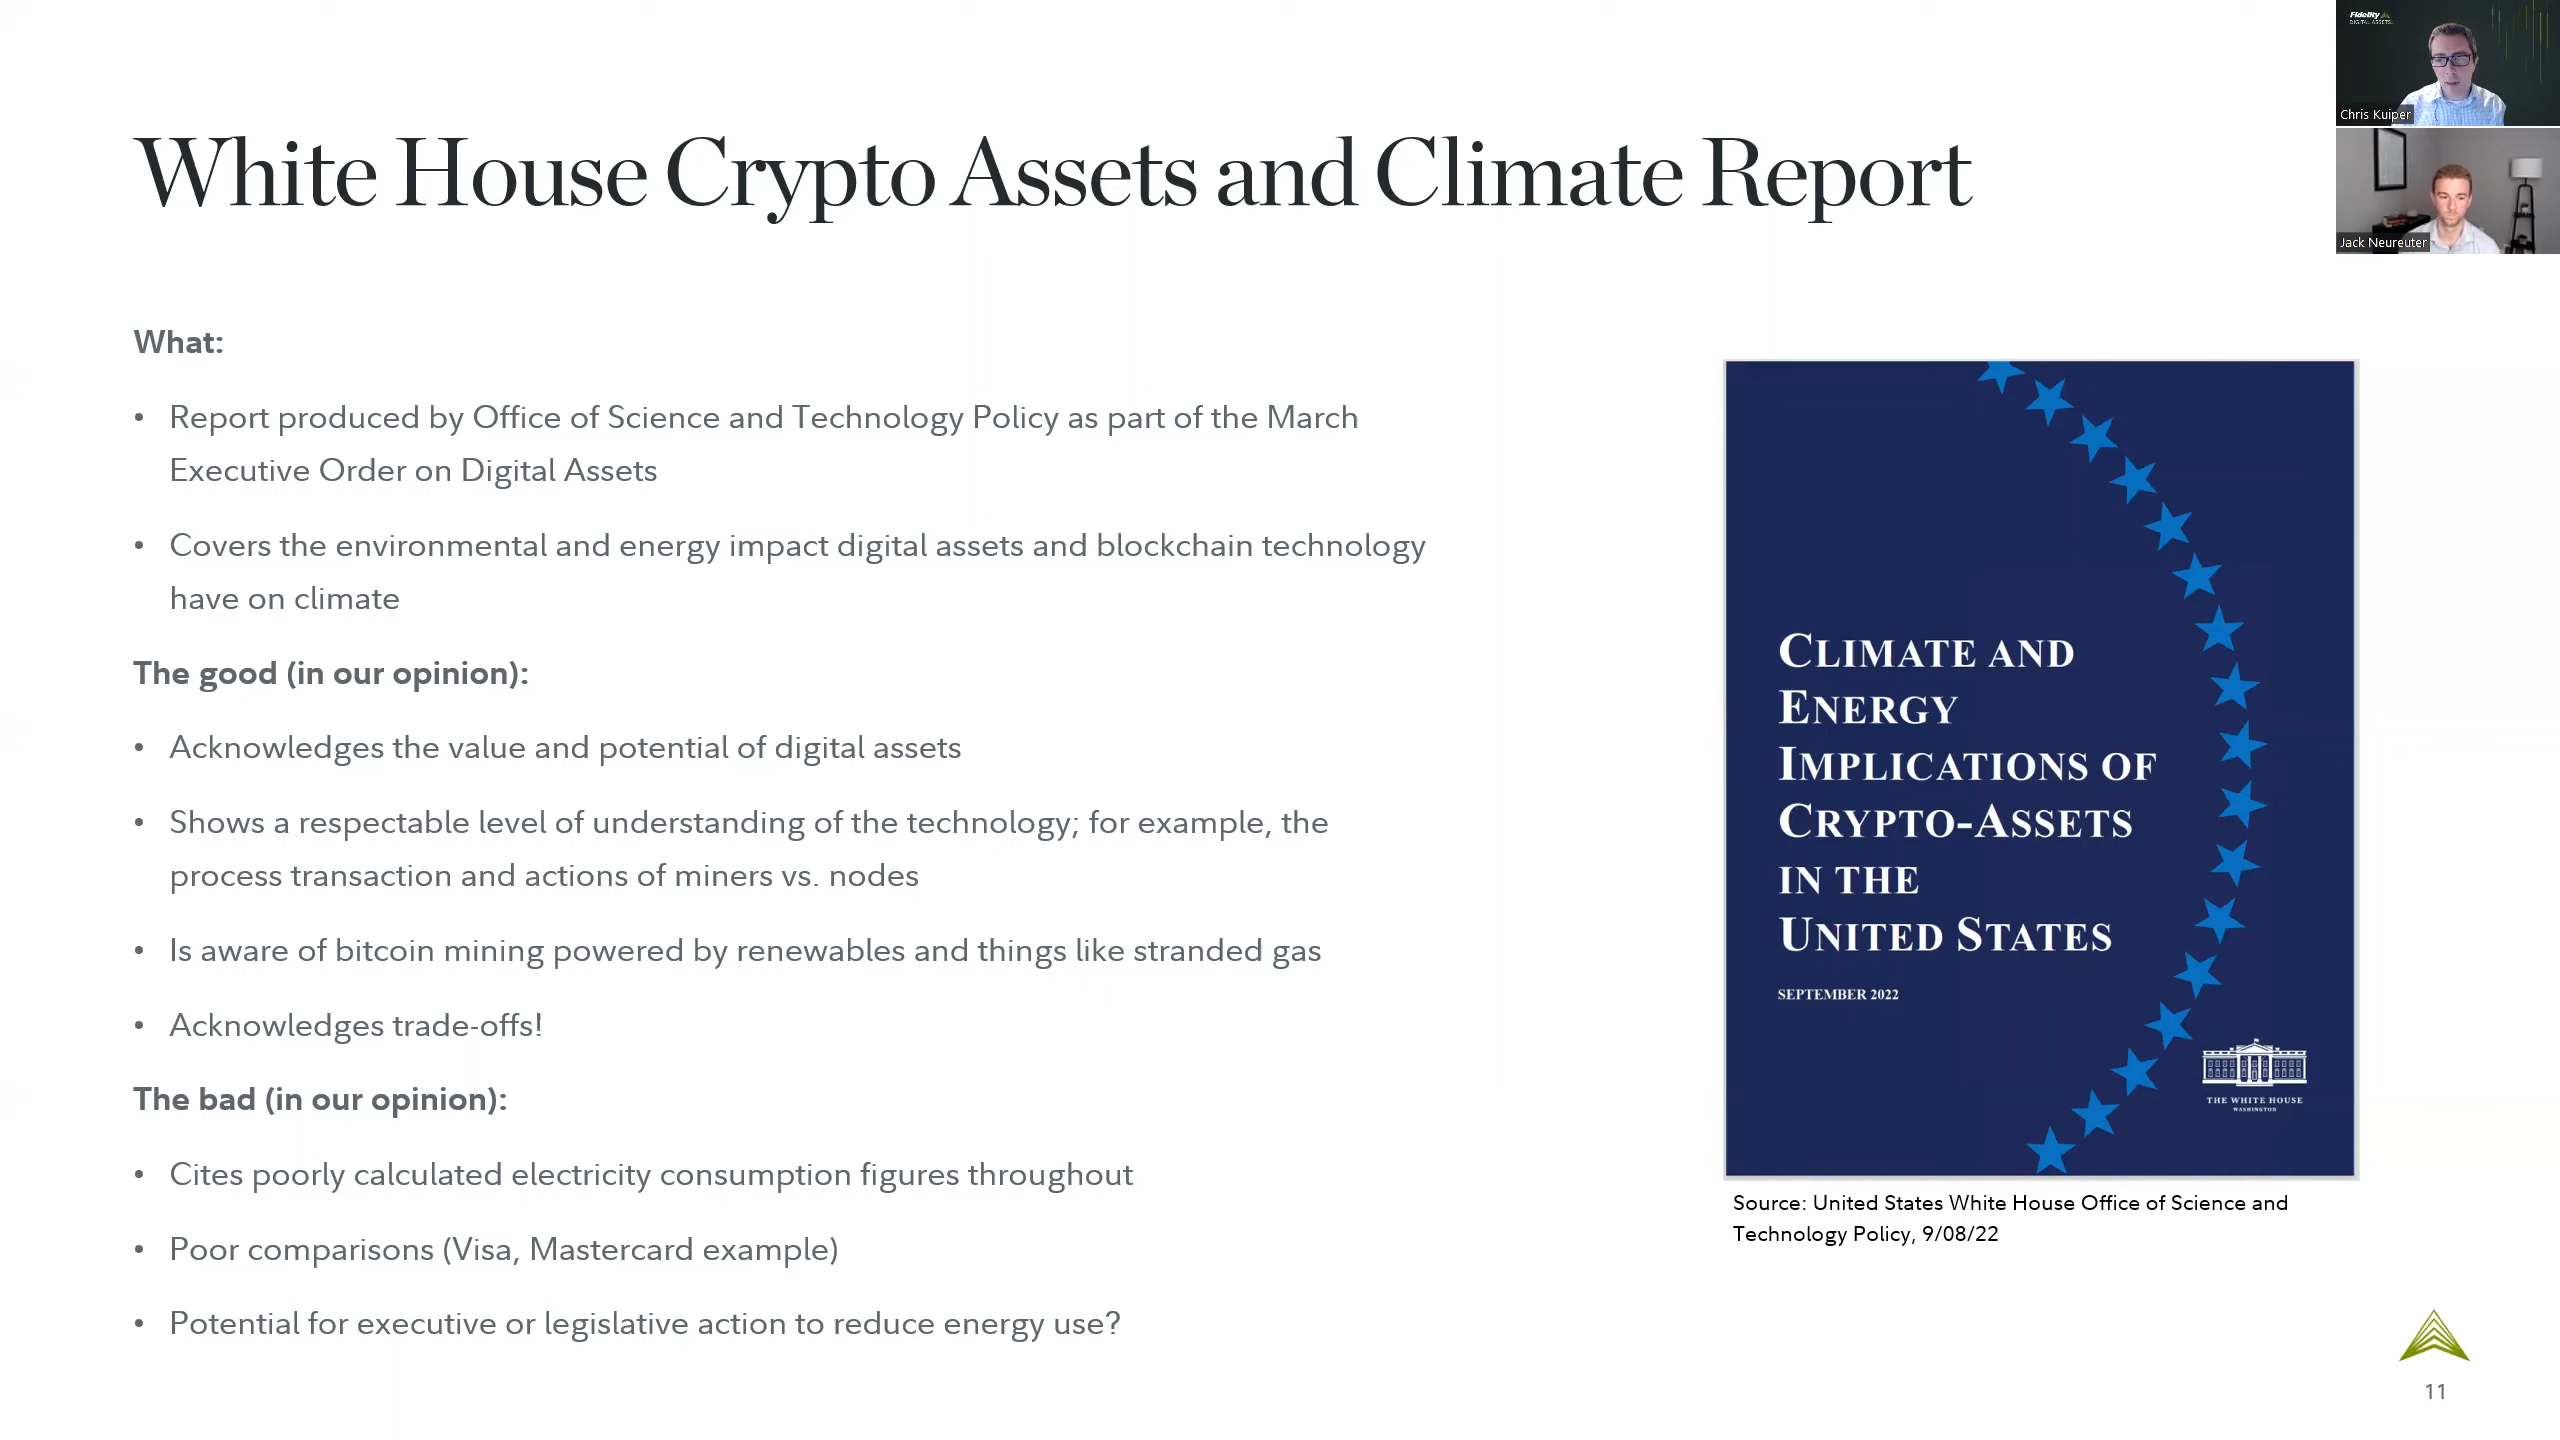 Fidelity
DIGITAL ASSETS
Chris Kuiper
Jack Neureuter
White House Crypto Assets and Climate Report
What:
• Report produced by Office of Science and Technology Policy as part of the March
Executive Order on Digital Assets
• Covers the environmental and energy impact digital assets and blockchain technology
have on climate
The good (in our opinion):
• Acknowledges the value and potential of digital assets
• Shows a respectable level of understanding of the technology; for example, the
process transaction and actions of miners vs. nodes
• Is aware of bitcoin mining powered by renewables and things like stranded gas
• Acknowledges trade-offs!
The bad (in our opinion):
• Cites poorly calculated electricity consumption figures throughout
• Poor comparisons (Visa, Mastercard example)
• Potential for executive or legislative action to reduce energy use?
CLIMATE AND
ENERGY
IMPLICATIONS OF
CRYPTO-ASSETS
IN THE
UNITED STATES
SEPTEMBER 2022
THE WHITE HOUSE
WASHINGTON
Source: United States White House Office of Science and
Technology Policy, 9/08/22
11